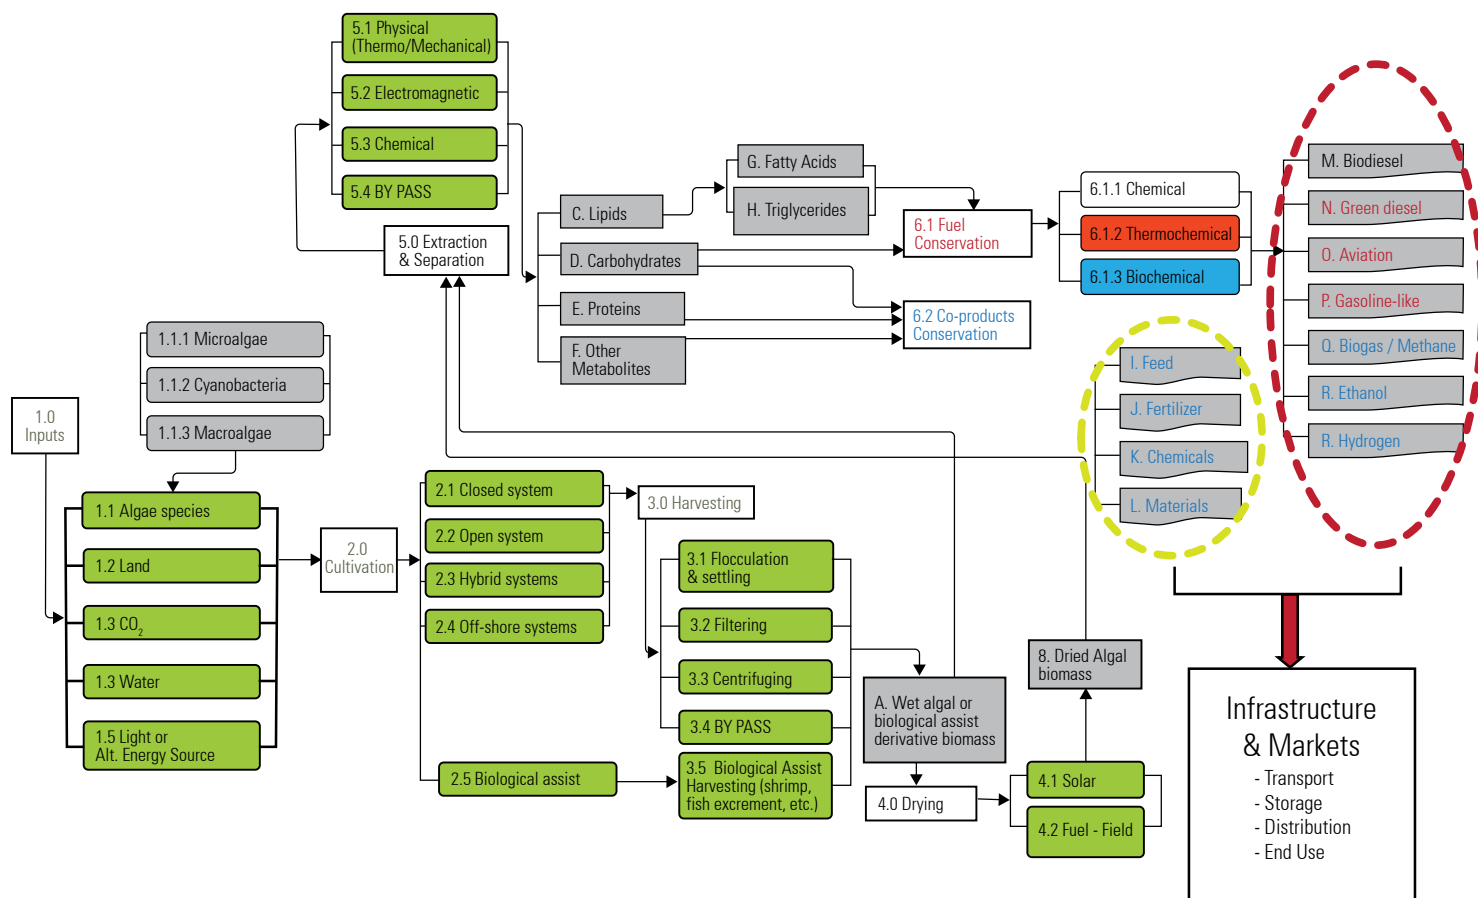 5.1 Physical
(Thermo/Mechanical)
5.2 Electromagnetic
5.3 Chemical
5.4 BY PASS
5.0 Extraction
& Separation
C. Lipids
D. Carbohydrates
E. Proteins
F. Other
Metabolites
G. Fatty Acids
H. Triglycerides
6.1 Fuel
Conservation
6.2 Co-products
Conservation
6.1.1 Chemical
6.1.2 Thermochemical
6.1.3 Biochemical
M. Biodiesel
N. Green diesel
O. Aviation
P. Gasoline-like
Q. Biogas / Methane
R. Ethanol
R. Hydrogen
I. Feed
J. Fertilizer
K. Chemicals
L. Materials
1.1.1 Microalgae
1.1.2 Cyanobacteria
1.1.3 Macroalgae
1.0
Inputs
1.1 Algae species
1.2 Land
1.3 CO₂
1.3 Water
1.5 Light or
Alt. Energy Source
2.0
Cultivation
2.1 Closed system
2.2 Open system
2.3 Hybrid systems
2.4 Off-shore systems
2.5 Biological assist
3.0 Harvesting
3.1 Flocculation
& settling
3.2 Filtering
3.3 Centrifuging
3.4 BY PASS
3.5 Biological Assist
Harvesting (shrimp,
fish excrement, etc.)
A. Wet algal or
biological assist
derivative biomass
4.0 Drying
4.1 Solar
4.2 Fuel - Field
8. Dried Algal
biomass
Infrastructure
& Markets
- Transport
- Storage
- Distribution
- End Use